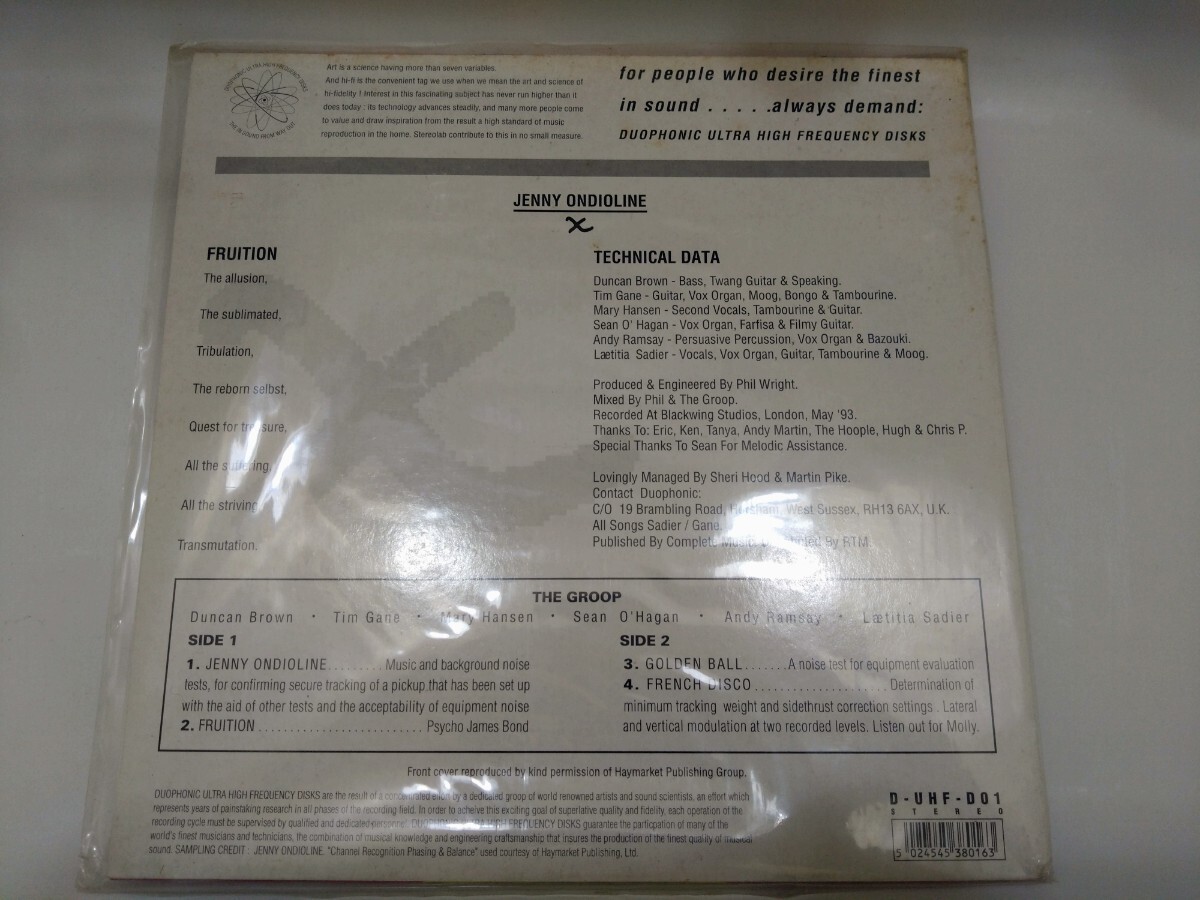 DUOPHONIC ULTRA HIGH FREQUENCY DISKS
Art is a science having more than seven variables.
And hi-fi is the convenient tag we use when we mean the art and science of
hi-fidelity ! Interest in this fascinating subject has never run higher than it
does today : its technology advances steadily, and many more people come
to value and draw inspiration from the result a high standard of music
reproduction in the home. Stereolab contribute to this in no small measure.
for people who desire the finest
in sound . . . . .always demand:
DUOPHONIC ULTRA HIGH FREQUENCY DISKS
JENNY ONDIOLINE
FRUITION
The allusion,
The sublimated,
Tribulation,
The reborn selbst,
Quest for treasure,
All the suffering,
All the striving
Transmutation.
TECHNICAL DATA
Duncan Brown - Bass, Twang Guitar & Speaking.
Tim Gane - Guitar, Vox Organ, Moog, Bongo & Tambourine.
Mary Hansen - Second Vocals, Tambourine & Guitar.
Sean O' Hagan - Vox Organ, Farfisa & Filmy Guitar.
Andy Ramsay - Persuasive Percussion, Vox Organ & Bazouki.
Lætitia Sadier - Vocals, Vox Organ, Guitar, Tambourine & Moog.
Produced & Engineered By Phil Wright.
Mixed By Phil & The Groop.
Recorded At Blackwing Studios, London, May '93.
Thanks To: Eric, Ken, Tanya, Andy Martin, The Hoople, Hugh & Chris P.
Special Thanks To Sean For Melodic Assistance.
Lovingly Managed By Sheri Hood & Martin Pike.
Contact Duophonic:
C/O 19 Brambling Road, Horsham, West Sussex, RH13 6AX, U.K.
All Songs Sadier / Gane.
Published By Complete Music. Distributed By RTM.
THE GROOP
Duncan Brown · Tim Gane · Mary Hansen · Sean O'Hagan · Andy Ramsay · Lætitia Sadier
SIDE 1
1. JENNY ONDIOLINE.........Music and background noise
tests, for confirming secure tracking of a pickup that has been set up
with the aid of other tests and the acceptability of equipment noise
2. FRUITION ......................... Psycho James Bond
SIDE 2
3. GOLDEN BALL.......A noise test for equipment evaluation
4. FRENCH DISCO .....................Determination of
minimum tracking weight and sidethrust correction settings . Lateral
and vertical modulation at two recorded levels. Listen out for Molly.
Front cover reproduced by kind permission of Haymarket Publishing Group.
DUOPHONIC ULTRA HIGH FREQUENCY DISKS are the result of a concentrated effort by a dedicated groop of world renowned artists and sound scientists, an effort which
represents years of painstaking research in all phases of the recording field. In order to acheive this exciting goal of superlative quality and fidelity, each operation of the
recording cycle must be supervised by qualified and dedicated personnel. DUOPHONIC ULTRA HIGH FREQUENCY DISKS guarantee the particpation of many of the
world's finest musicians and technicians, the combination of musical knowledge and engineering craftsmanship that insures the production of the finest quality of musical
sound. SAMPLING CREDIT : JENNY ONDIOLINE. "Channel Recognition Phasing & Balance" used courtesy of Haymarket Publishing, Ltd.
D-UHF-D01
STEREO
5 024545 380163